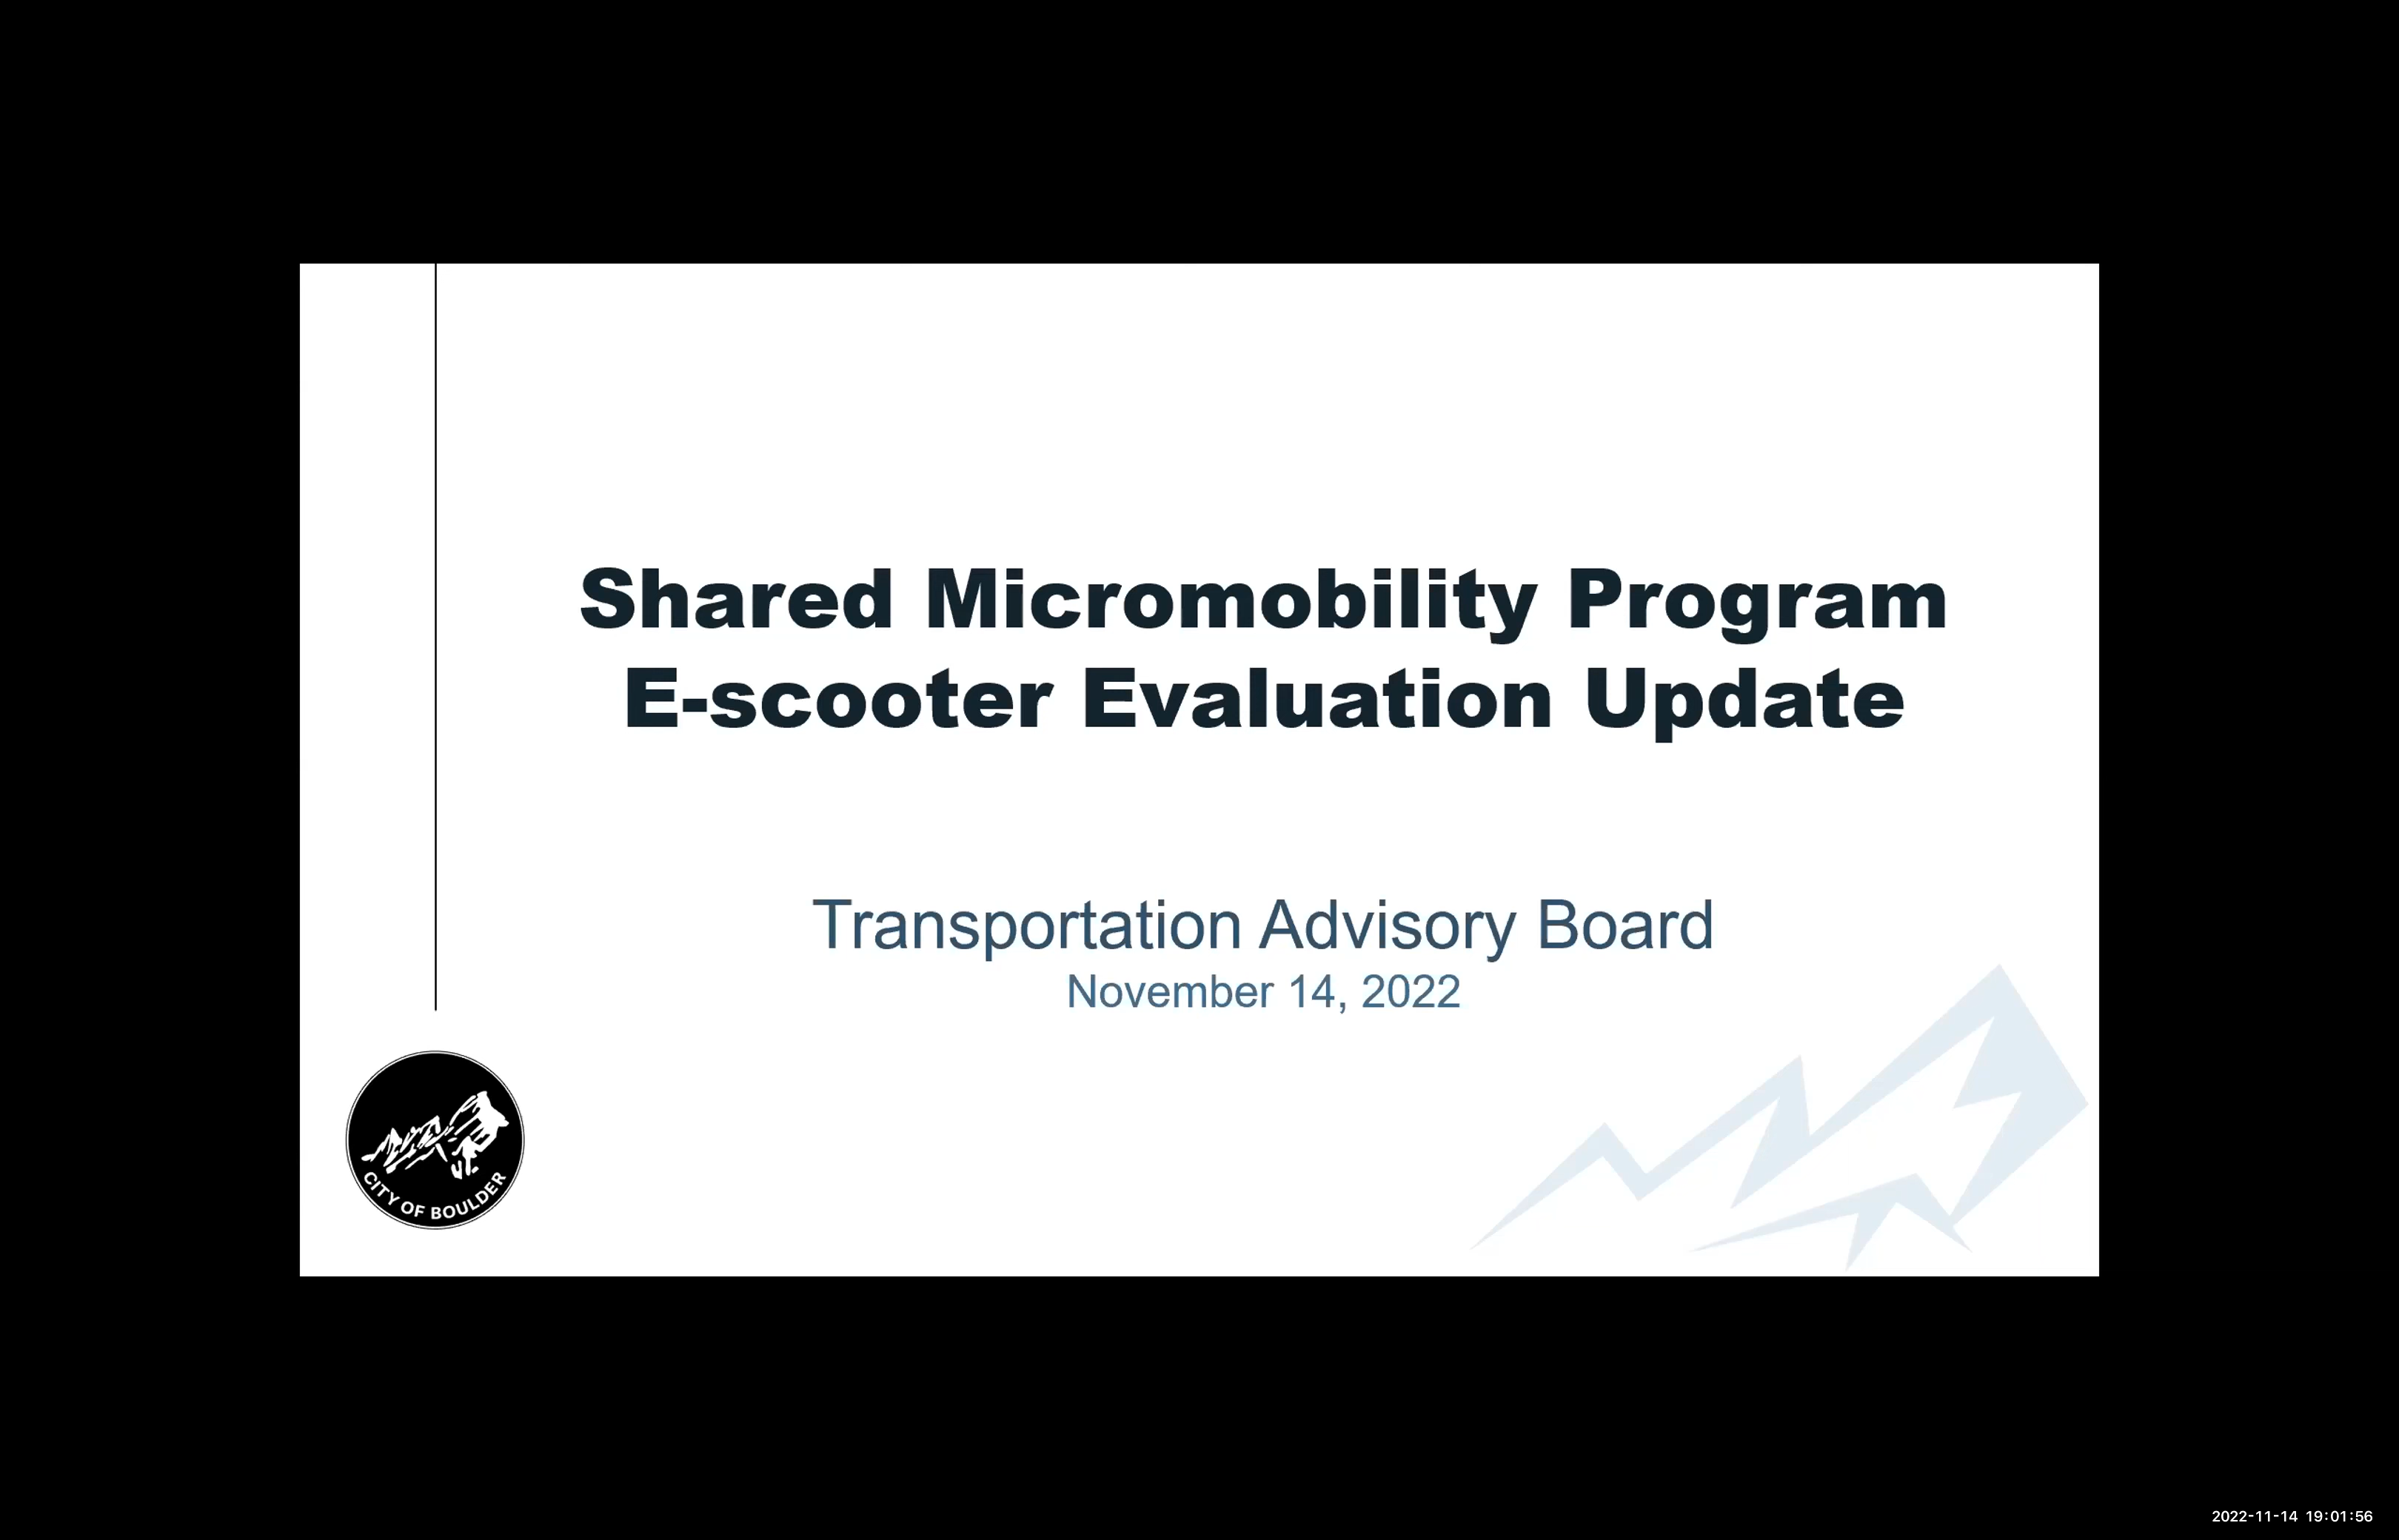 Shared Micromobility Program
E-scooter Evaluation Update
Transportation Advisory Board
November 14, 2022
CITY OF BOULDER
2022-11-14 19:01:56